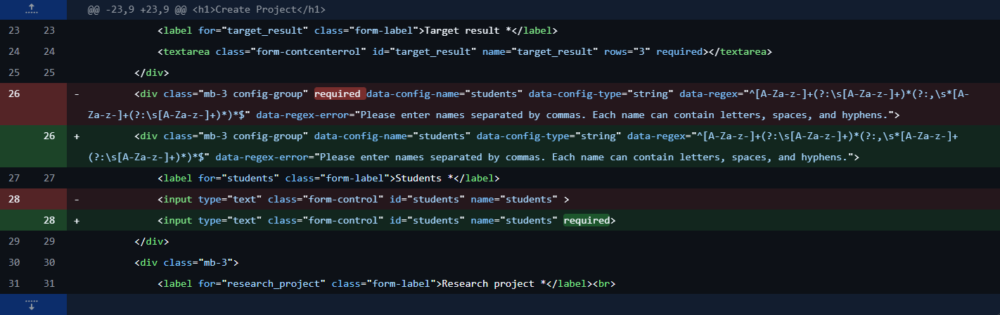 @@ -23,9 +23,9 @@ <h1>Create Project</h1>
23 23 <label for="target_result" class="form-label">Target result *</label>
24 24 <textarea class="form-contcenterrol" id="target_result" name="target_result" rows="3" required></textarea>
25 25 </div>
26 - <div class="mb-3 config-group" required data-config-name="students" data-config-type="string" data-regex="^[A-Za-z-]+(?:\s[A-Za-z-]+)*(?:,\s*[A-
Za-z-]+(?:\s[A-Za-z-]+)*)*$" data-regex-error="Please enter names separated by commas. Each name can contain letters, spaces, and hyphens.">
26 + <div class="mb-3 config-group" data-config-name="students" data-config-type="string" data-regex="^[A-Za-z-]+(?:\s[A-Za-z-]+)*(?:,\s*[A-Za-z-]+
(?:\s[A-Za-z-]+)*)*$" data-regex-error="Please enter names separated by commas. Each name can contain letters, spaces, and hyphens.">
27 27 <label for="students" class="form-label">Students *</label>
28 - <input type="text" class="form-control" id="students" name="students" >
28 + <input type="text" class="form-control" id="students" name="students" required>
29 29 </div>
30 30 <div class="mb-3">
31 31 <label for="research_project" class="form-label">Research project *</label><br>